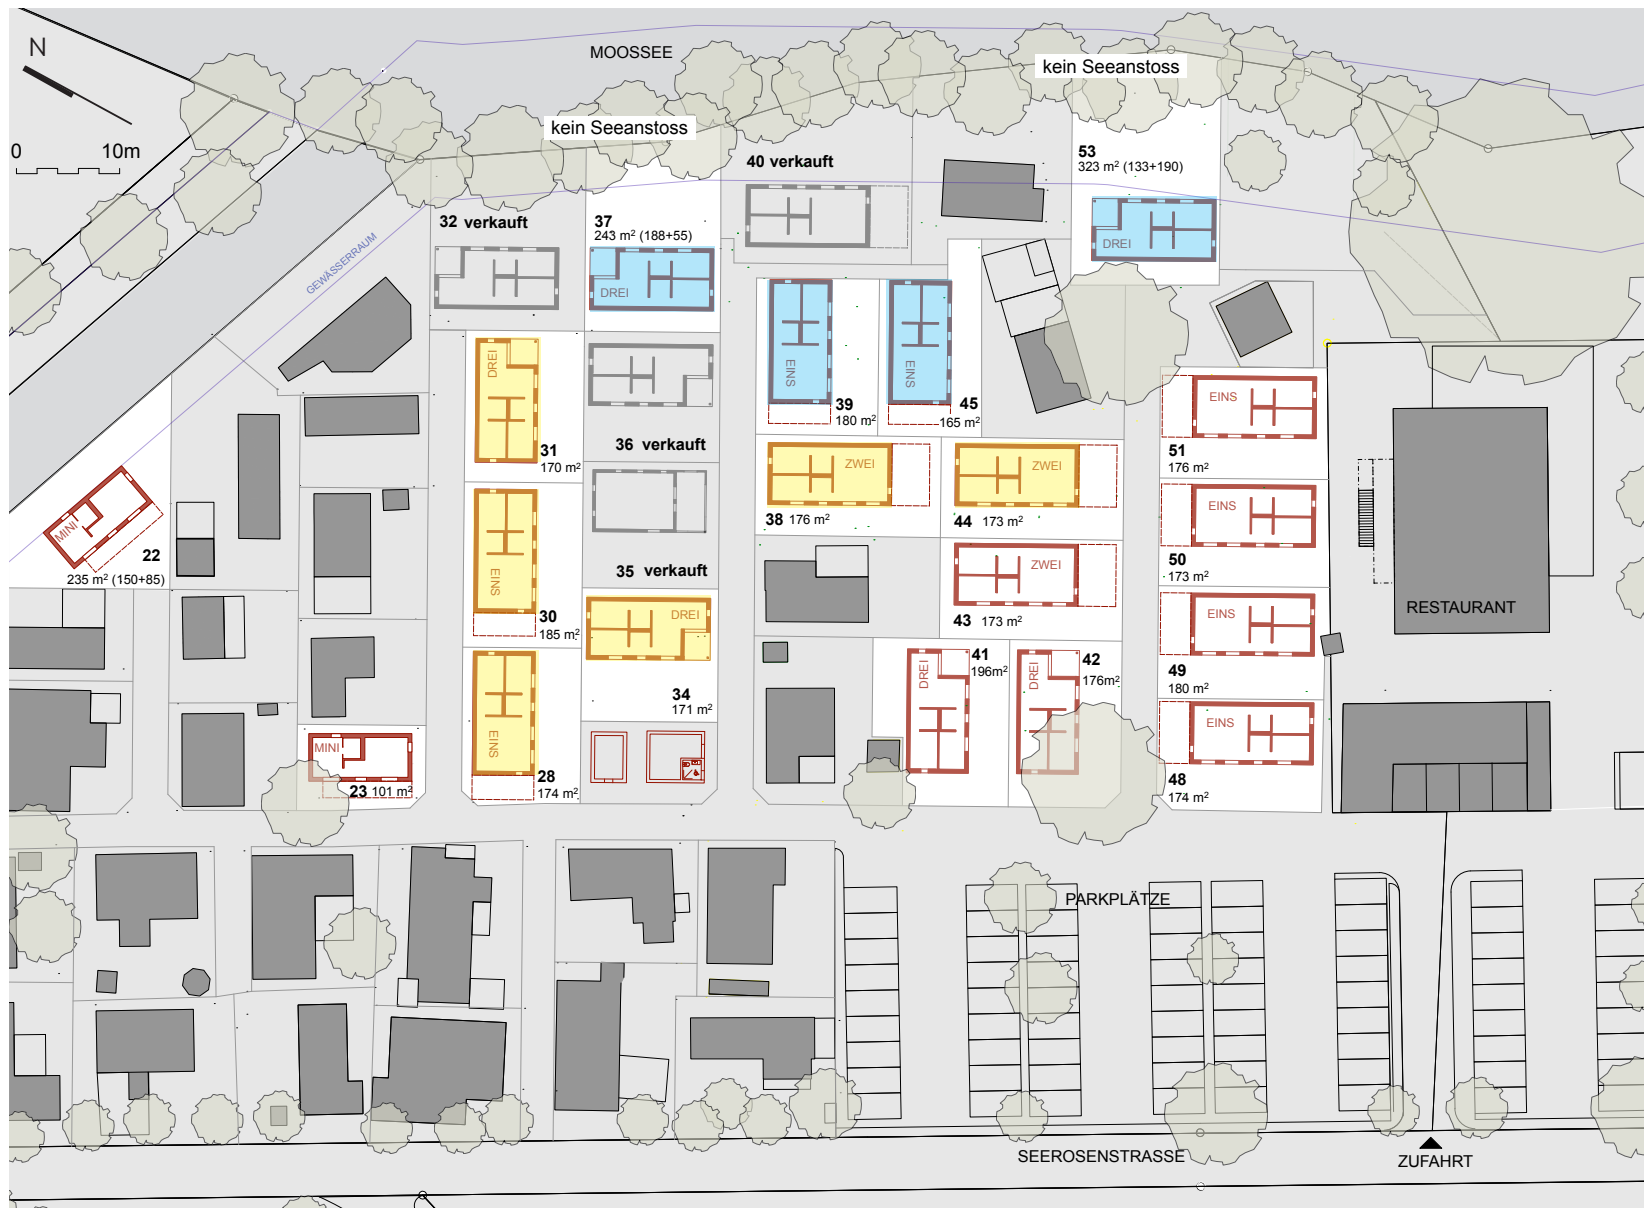 N
MOOSSEE
kein Seeanstoss
kein Seeanstoss
0 10m
40 verkauft
53
323 m² (133+190)
32 verkauft
37
243 m² (188+55)
GEWÄSSERRAUM
DREI
DREI
DREI
EINS
EINS
39
180 m²
45
165 m²
EINS
31
170 m²
36 verkauft
ZWEI
ZWEI
51
176 m²
38 176 m²
44 173 m²
EINS
MINI
22
235 m² (150+85)
EINS
35 verkauft
ZWEI
50
173 m²
30
185 m²
DREI
43 173 m²
EINS
RESTAURANT
DREI
41
196m²
DREI
42
176m²
49
180 m²
34
171 m²
EINS
EINS
MINI
28
174 m²
23 101 m²
48
174 m²
PARKPLÄTZE
SEEROSENSTRASSE
ZUFAHRT